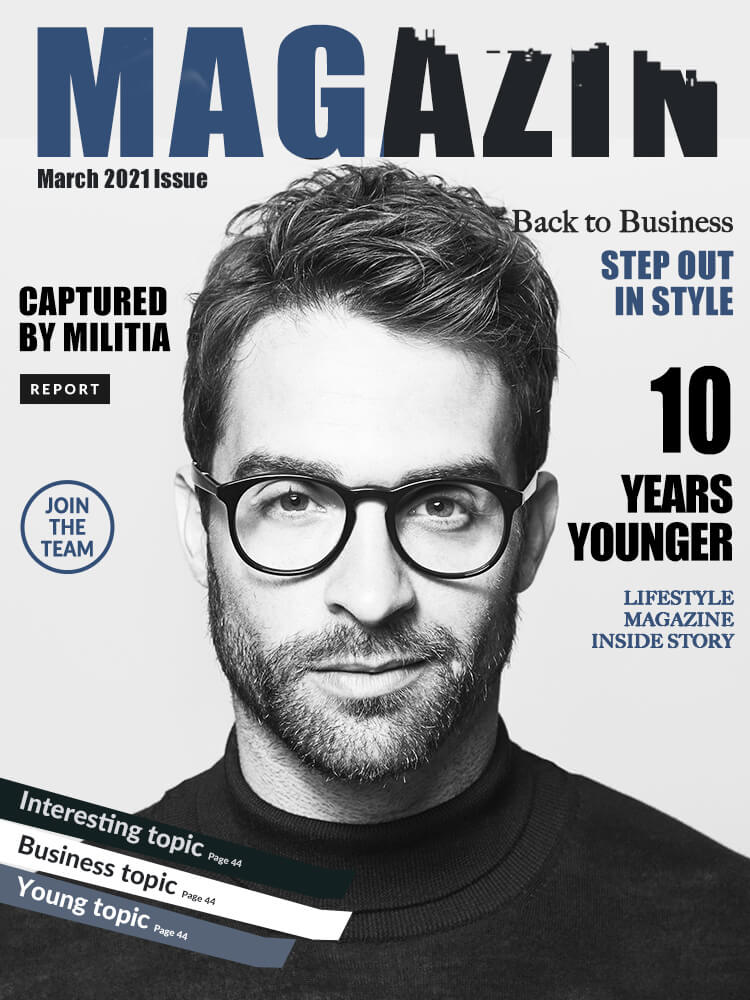 MAGAZIN
March 2021 Issue
Back to Business
STEP OUT
IN STYLE
CAPTURED
BY MILITIA
REPORT
10
YEARS
YOUNGER
JOIN
THE
TEAM
LIFESTYLE
MAGAZINE
INSIDE STORY
Interesting topic Page 44
Business topic Page 44
Young topic Page 44